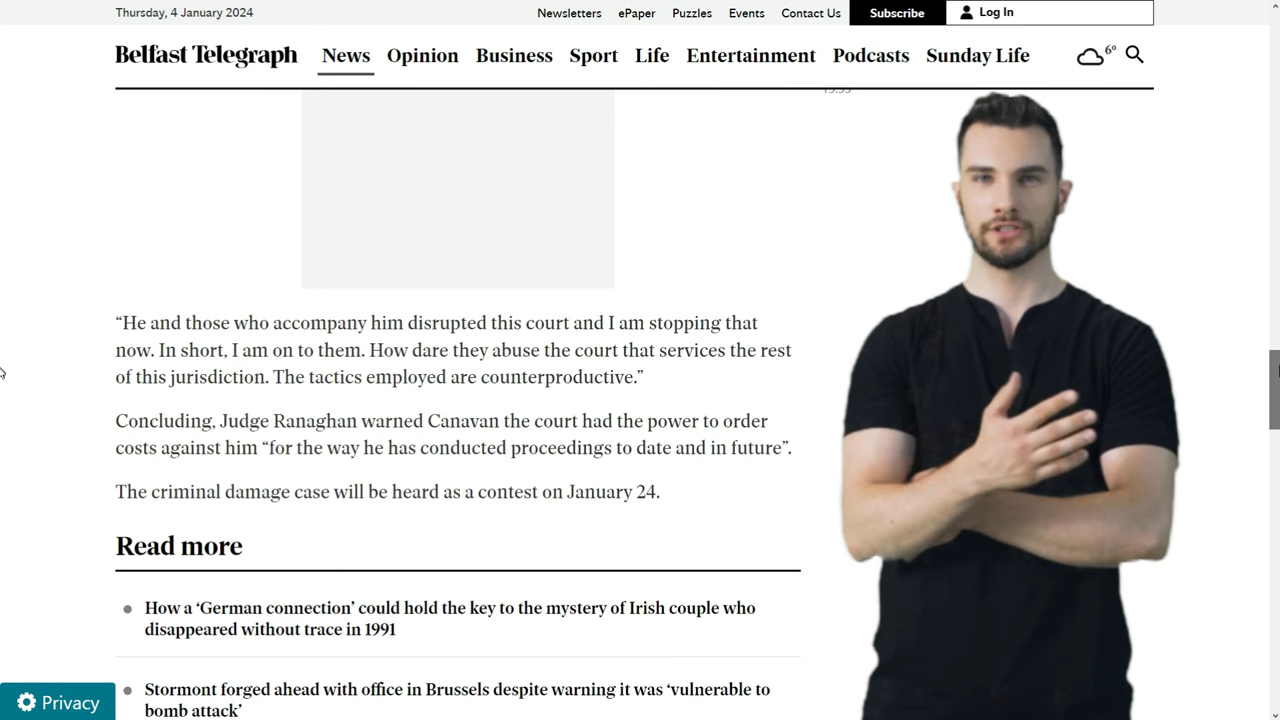 Thursday, 4 January 2024
Newsletters ePaper Puzzles Events Contact Us Subscribe Log In
Belfast Telegraph News Opinion Business Sport Life Entertainment Podcasts Sunday Life 6°
“He and those who accompany him disrupted this court and I am stopping that
now. In short, I am on to them. How dare they abuse the court that services the rest
of this jurisdiction. The tactics employed are counterproductive.”
Concluding, Judge Ranaghan warned Canavan the court had the power to order
costs against him “for the way he has conducted proceedings to date and in future”.
The criminal damage case will be heard as a contest on January 24.
Read more
How a ‘German connection’ could hold the key to the mystery of Irish couple who
disappeared without trace in 1991
Stormont forged ahead with office in Brussels despite warning it was ‘vulnerable to
bomb attack’
Privacy